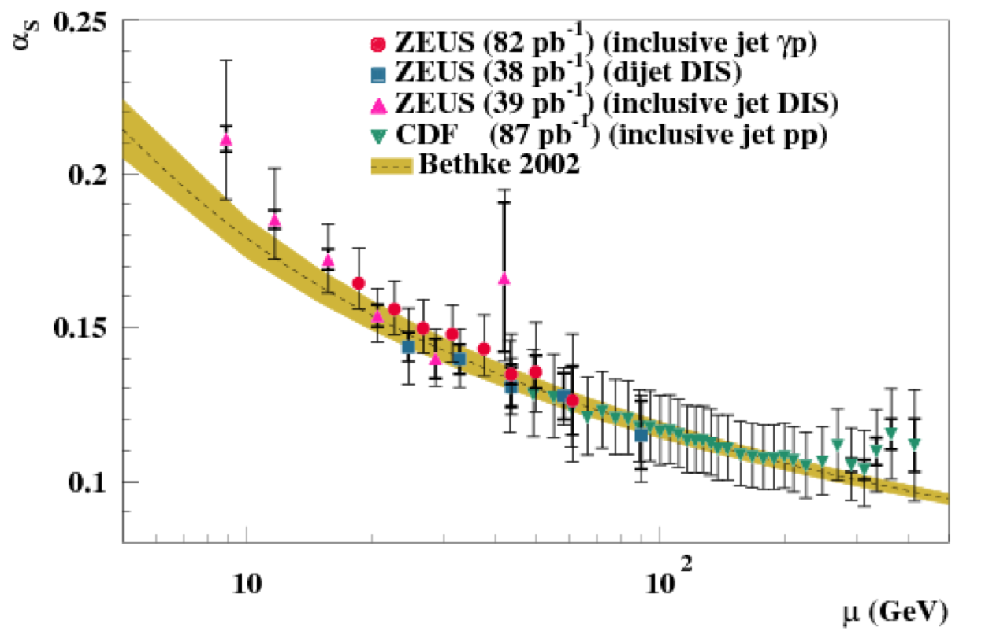 0.25
α_S
ZEUS (82 pb⁻¹) (inclusive jet γp)
ZEUS (38 pb⁻¹) (dijet DIS)
ZEUS (39 pb⁻¹) (inclusive jet DIS)
CDF (87 pb⁻¹) (inclusive jet pp)
Bethke 2002
0.2
0.15
0.1
10
10²
μ (GeV)